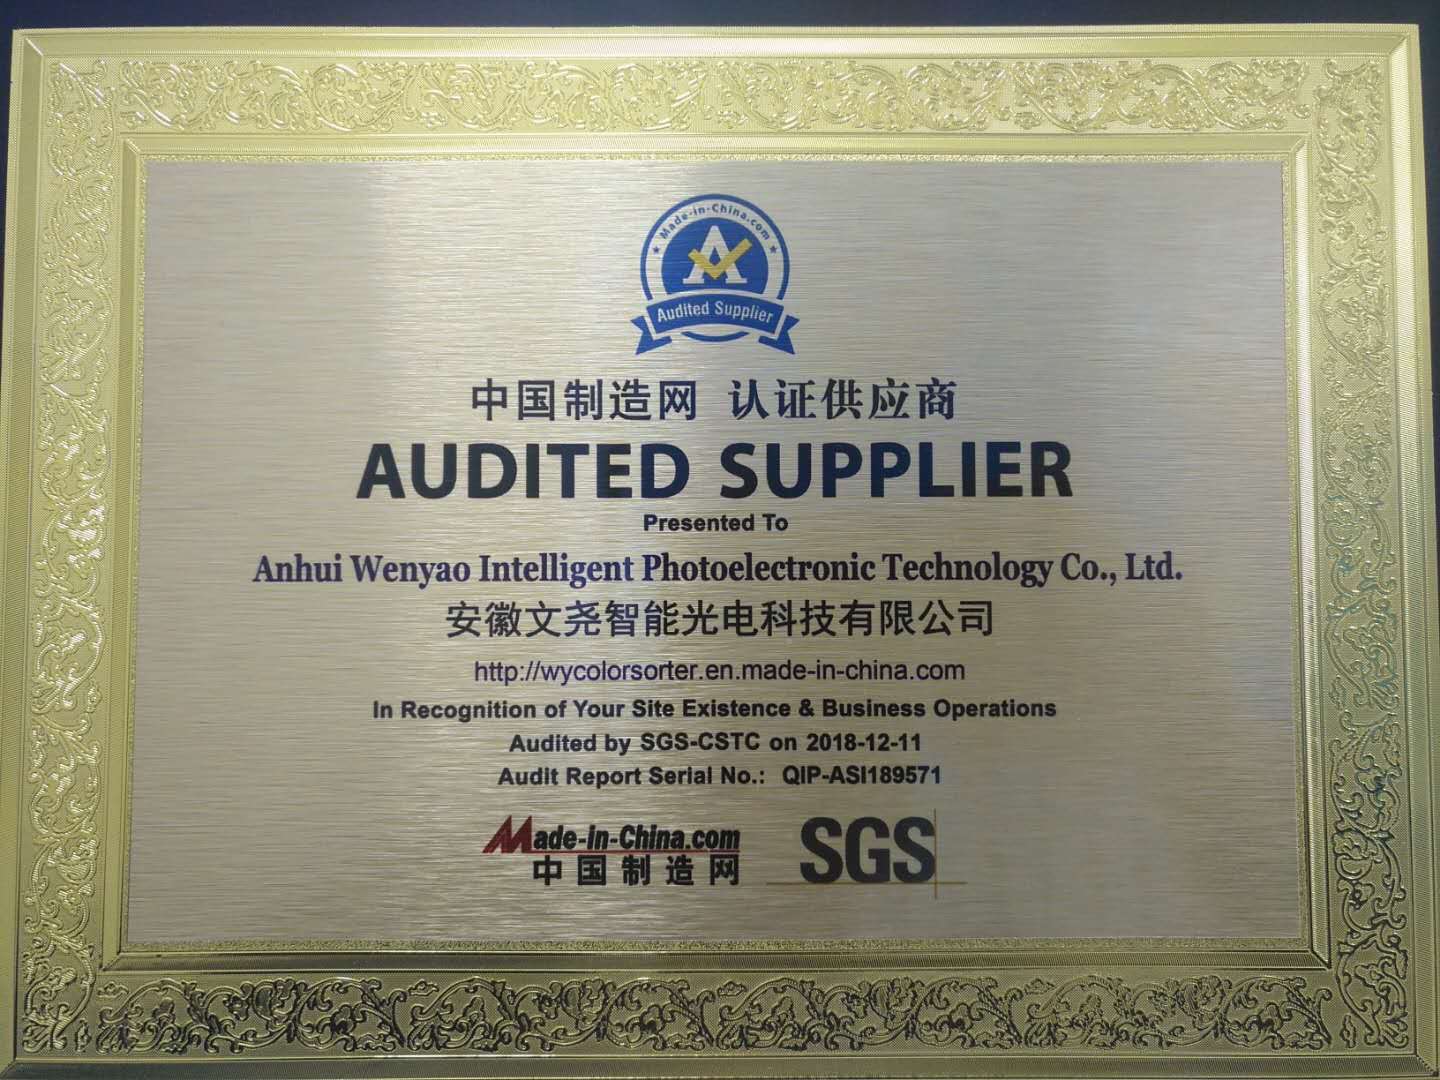 Made-in-China.com
Audited Supplier
中国制造网 认证供应商
AUDITED SUPPLIER
Presented To
Anhui Wenyao Intelligent Photoelectronic Technology Co., Ltd.
安徽文尧智能光电科技有限公司
http://wycolorsorter.en.made-in-china.com
In Recognition of Your Site Existence & Business Operations
Audited by SGS-CSTC on 2018-12-11
Audit Report Serial No.: QIP-ASI189571
Made-in-China.com
中国制造网
SGS